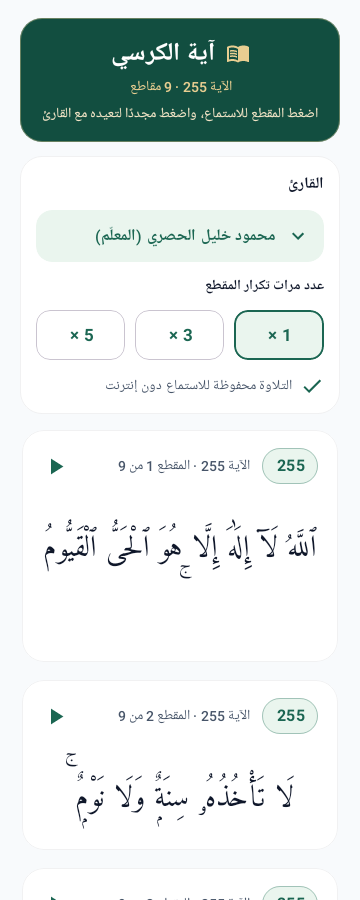 آية الكرسي
الآية 255 · 9 مقاطع
اضغط المقطع للاستماع، واضغط مجددًا لتعيده مع القارئ
القارئ
محمود خليل الحصري (المعلّم)
عدد مرات تكرار المقطع
1 ×
3 ×
5 ×
التلاوة محفوظة للاستماع دون إنترنت
255
الآية 255 · المقطع 1 من 9
ٱللَّهُ لَآ إِلَٰهَ إِلَّا هُوَ ٱلْحَىُّ ٱلْقَيُّومُ ۚ
255
الآية 255 · المقطع 2 من 9
لَا تَأْخُذُهُۥ سِنَةٌۭ وَلَا نَوْمٌۭ ۚ